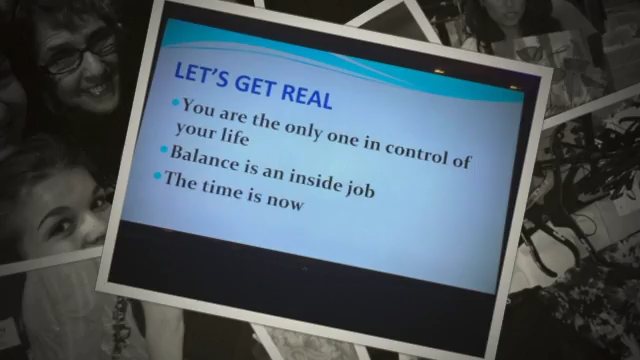 LET'S GET REAL
You are the only one in control of
your life
Balance is an inside job
The time is now